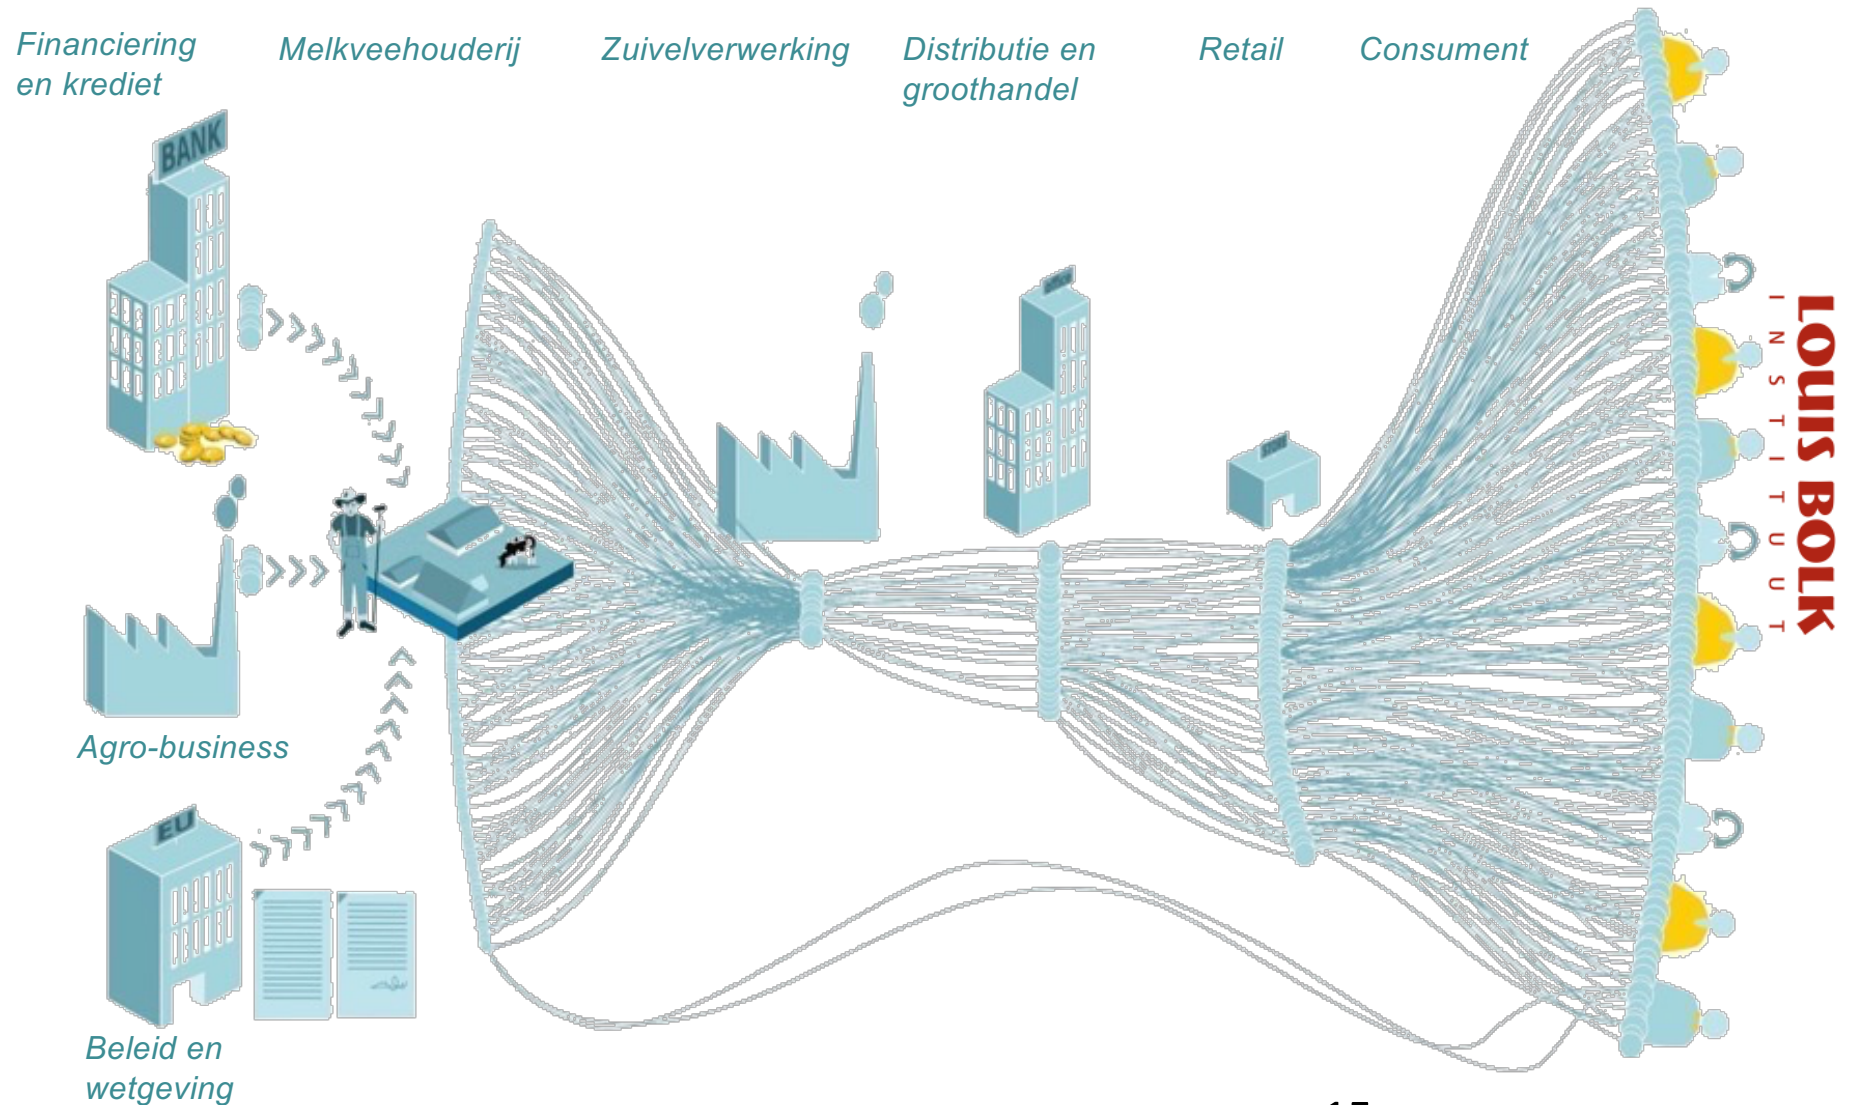 Financiering
en krediet
Melkveehouderij
Zuivelverwerking
Distributie en
groothandel
Retail
Consument
BANK
office
Agro-business
EU
Beleid en
wetgeving
LOUIS BOLK
INSTITUUT